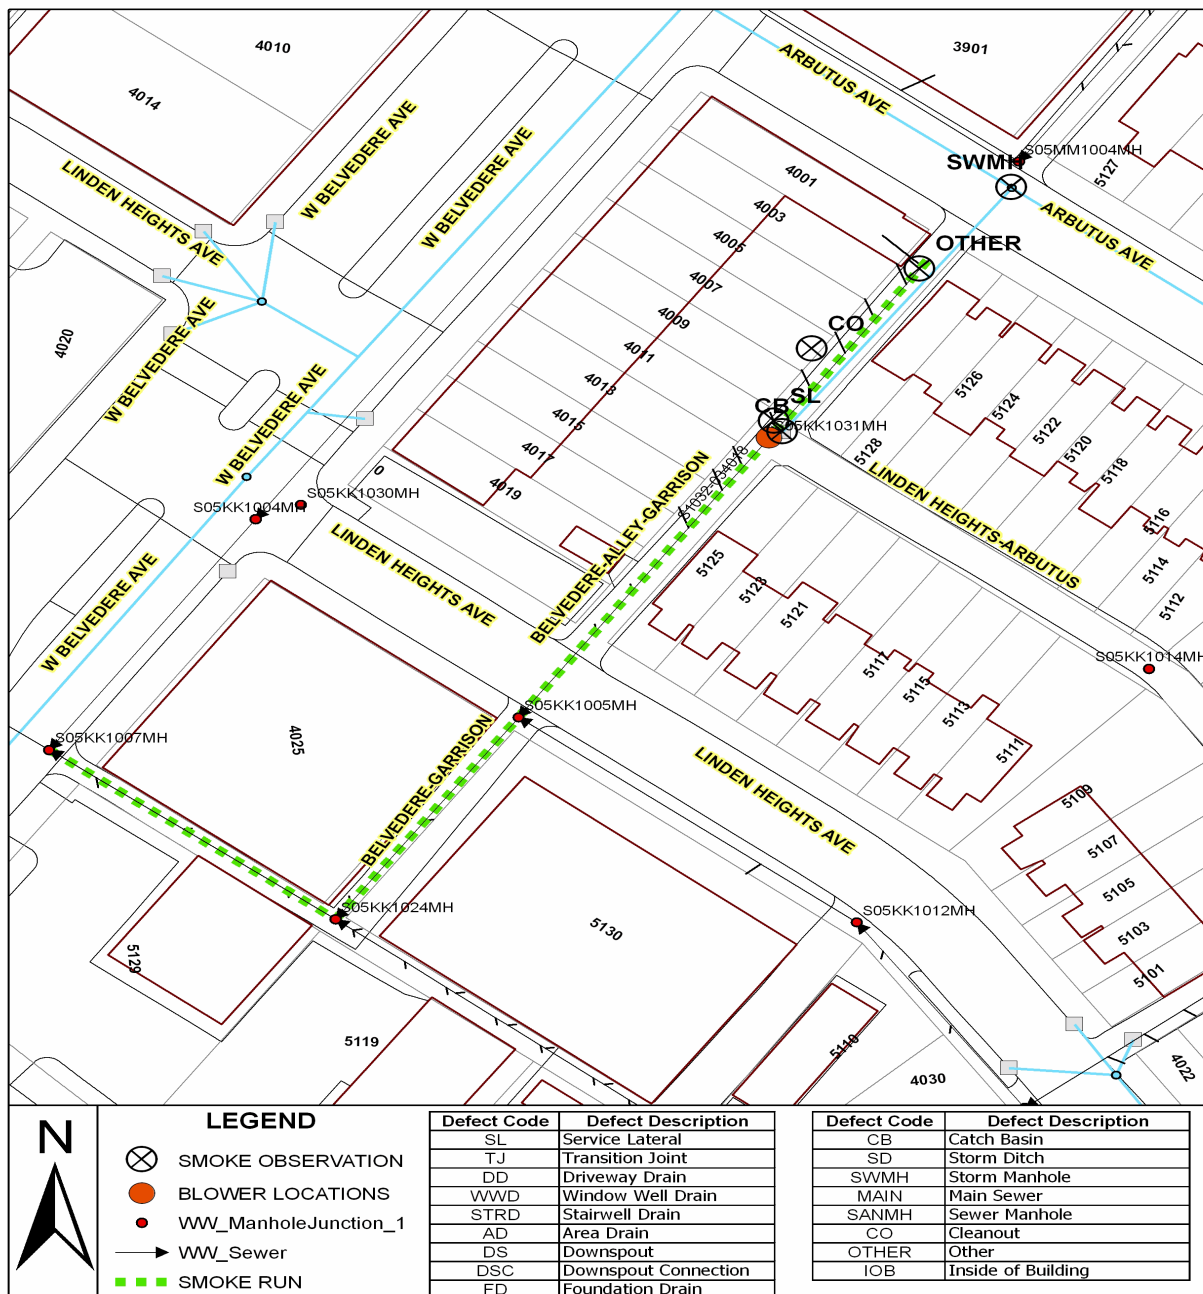 4010
4014
3901
ARBUTUS AVE
W BELVEDERE AVE
W BELVEDERE AVE
LINDEN HEIGHTS AVE
S05MM1004MH
SWMH
5127
4001
4003
4005
4007
4009
4011
4013
4015
4017
4019
ARBUTUS AVE
OTHER
CO
SL
CB
S05KK1031MH
4020
W BELVEDERE AVE
W BELVEDERE AVE
5126
5124
5122
5120
5118
5116
5114
5112
5128
LINDEN HEIGHTS-ARBUTUS
0
S05KK1030MH
S05KK1004MH
BELVEDERE-ALLEY-GARRISON
LINDEN HEIGHTS AVE
W BELVEDERE AVE
5125
5123
5121
5117
5115
5113
5111
S05KK1014MH
S05KK1005MH
S05KK1007MH
4025
BELVEDERE-GARRISON
LINDEN HEIGHTS AVE
5109
5107
5105
5103
5101
S05KK1024MH
S05KK1012MH
5130
5129
5119
5110
4030
4022
N
LEGEND
SMOKE OBSERVATION
BLOWER LOCATIONS
WW_ManholeJunction_1
WW_Sewer
SMOKE RUN
Defect Code Defect Description
SL Service Lateral
TJ Transition Joint
DD Driveway Drain
WWD Window Well Drain
STRD Stairwell Drain
AD Area Drain
DS Downspout
DSC Downspout Connection
FD Foundation Drain
Defect Code Defect Description
CB Catch Basin
SD Storm Ditch
SWMH Storm Manhole
MAIN Main Sewer
SANMH Sewer Manhole
CO Cleanout
OTHER Other
IOB Inside of Building